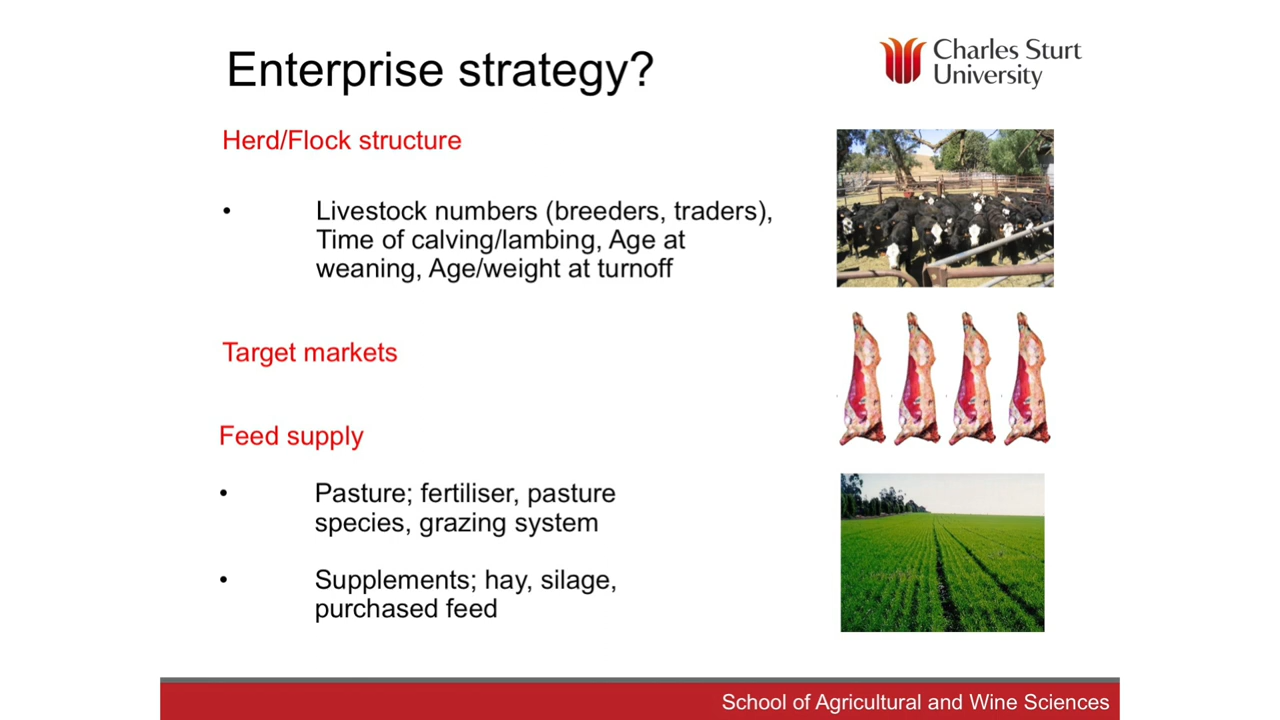 Enterprise strategy?
Charles Sturt
University
Herd/Flock structure
• Livestock numbers (breeders, traders),
Time of calving/lambing, Age at
weaning, Age/weight at turnoff
Target markets
Feed supply
• Pasture; fertiliser, pasture
species, grazing system
• Supplements; hay, silage,
purchased feed
School of Agricultural and Wine Sciences